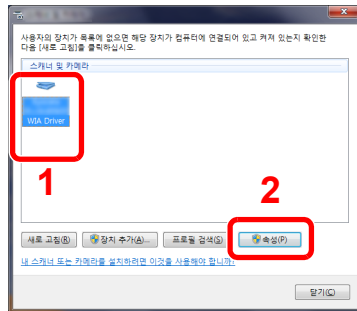 사용자의 장치가 목록에 없으면 해당 장치가 컴퓨터에 연결되어 있고 켜져 있는지 확인한
다음 [새로 고침]을 클릭하십시오.
스캐너 및 카메라
WIA Driver
1
2
새로 고침(R)
장치 추가(A)...
프로필 검색(S)
속성(P)
내 스캐너 또는 카메라를 설치하려면 이것을 사용해야 합니까?
닫기(C)